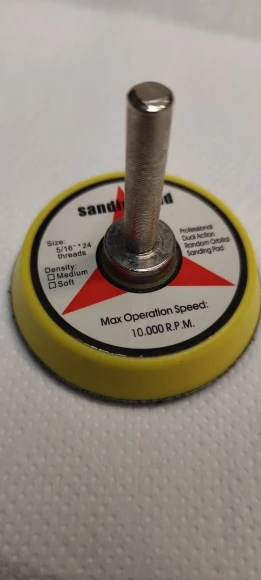 Size:
5/16" * 24
threads
Density:
Medium
Soft
Professional
Dual Action
Random Orbital
Sanding Pad
Max Operation Speed:
10.000 R.P.M.